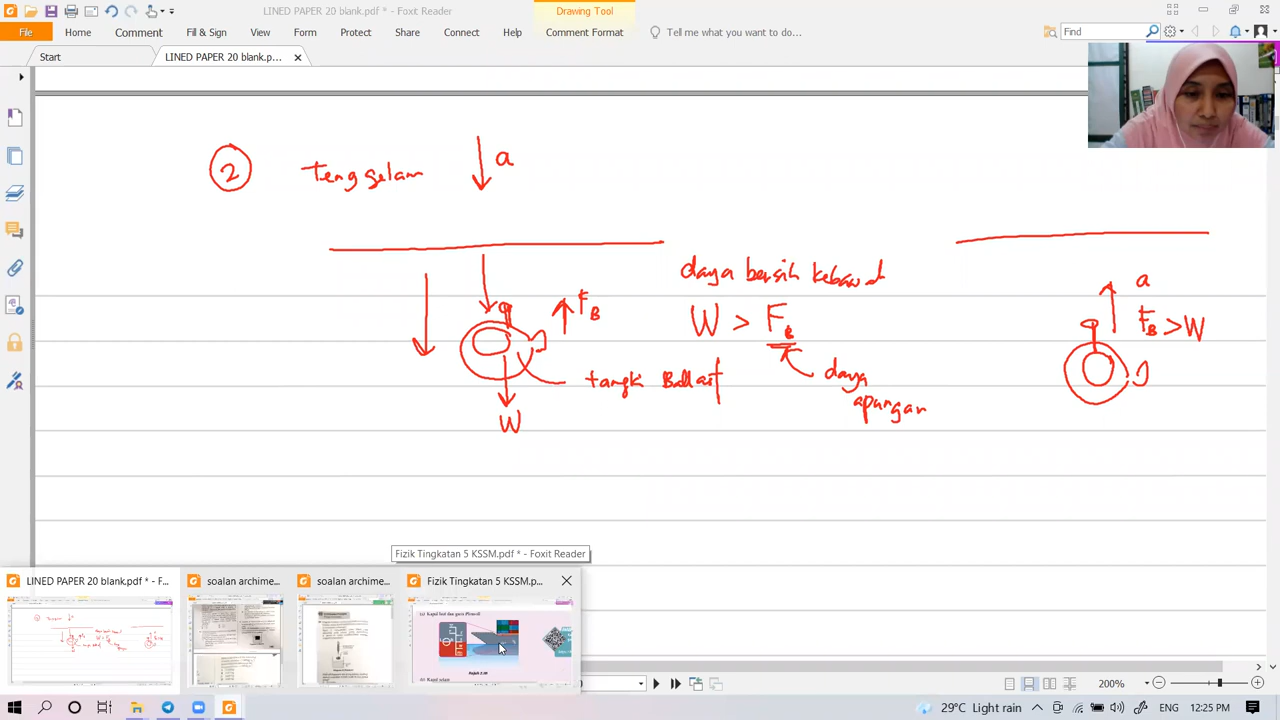 LINED PAPER 20 blank.pdf * - Foxit Reader
Drawing Tool
File Home Comment Fill & Sign View Form Protect Share Connect Help Comment Format Tell me what you want to do... Find
Start LINED PAPER 20 blank.p...
2 Tenggelam a
daya bersih kebawah
a
F_B
W > F_B
F_B > W
tangki Ballast
daya
apungan
W
Fizik Tingkatan 5 KSSM.pdf * - Foxit Reader
LINED PAPER 20 blank.pdf * - F... soalan archime... soalan archime... Fizik Tingkatan 5 KSSM.p...
200%
29°C Light rain ENG 12:25 PM